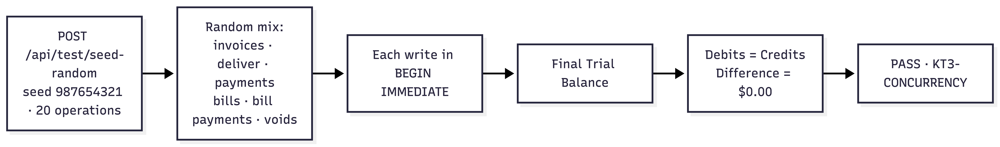 POST
/api/test/seed-
random
seed 987654321
· 20 operations
Random mix:
invoices ·
deliver ·
payments
bills · bill
payments · voids
Each write in
BEGIN
IMMEDIATE
Final Trial
Balance
Debits = Credits
Difference =
$0.00
PASS · KT3-
CONCURRENCY